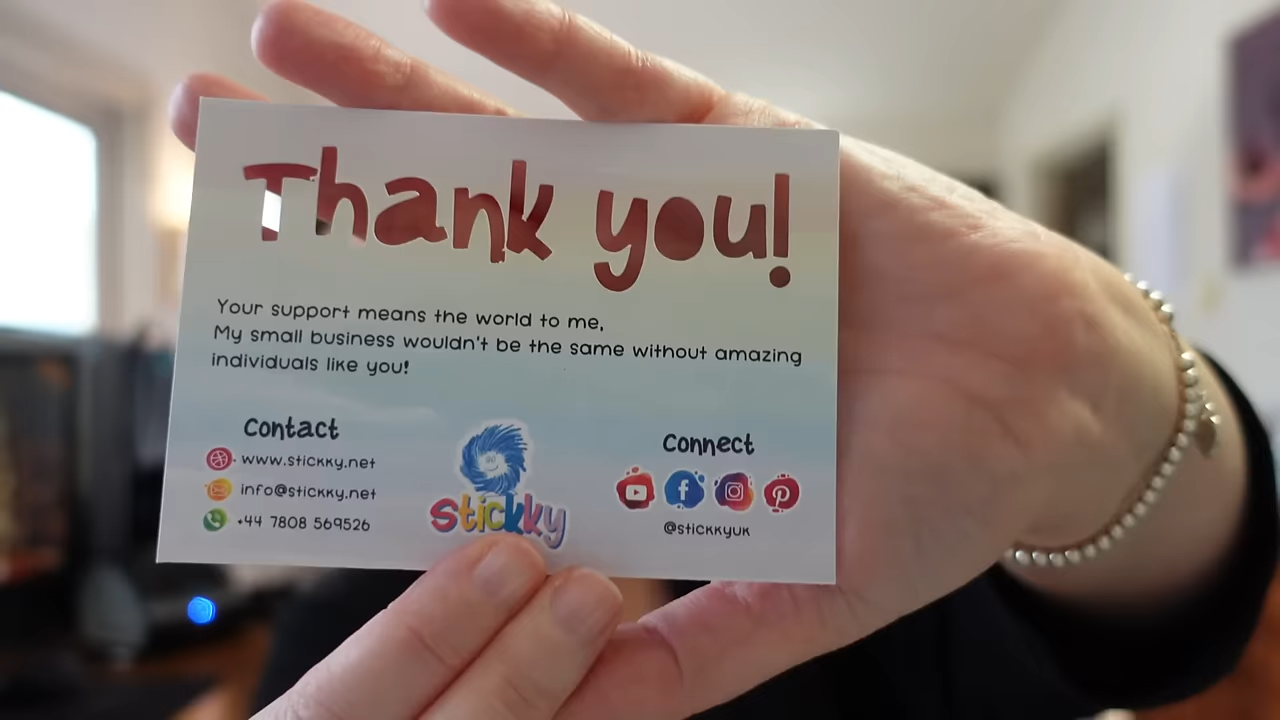 Thank you!
Your support means the world to me,
My small business wouldn't be the same without amazing
individuals like you!
Contact
www.stickky.net
info@stickky.net
+44 7808 569526
stickky
Connect
@stickkyuk